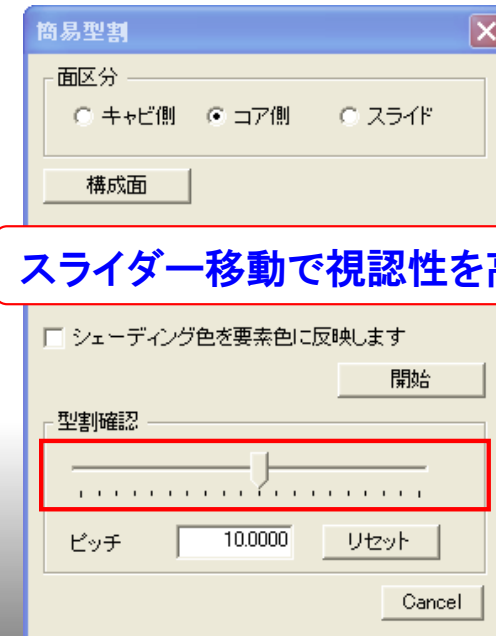 簡易型割
面区分
キャビ側 コア側 スライド
構成面
スライダー移動で視認性を高
シェーディング色を要素色に反映します
開始
型割確認
ピッチ 10.0000 リセット
Cancel